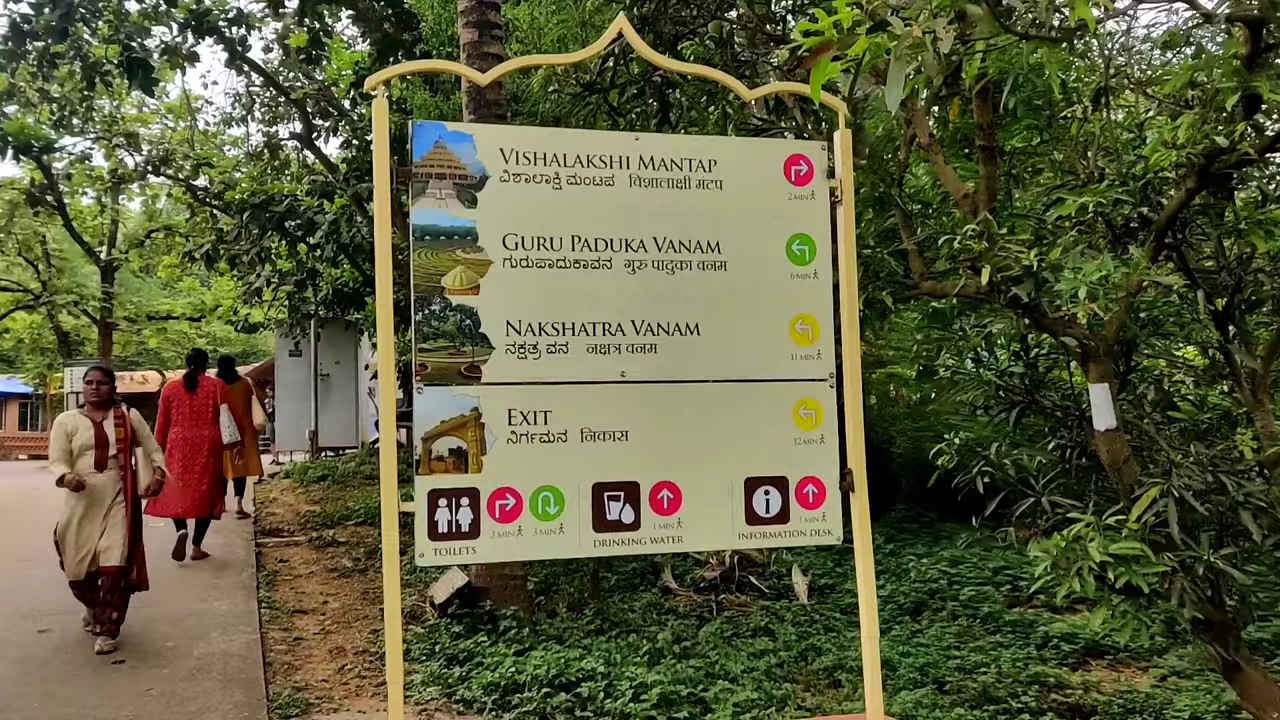 VISHALAKSHI MANTAP
ವಿಶಾಲಾಕ್ಷಿ ಮಂಟಪ विशालाक्षी मंटप
2 MIN
GURU PADUKA VANAM
ಗುರುಪಾದುಕಾವನ गुरु पादुका वनम
6 MIN
NAKSHATRA VANAM
ನಕ್ಷತ್ರ ವನ नक्षत्र वनम
11 MIN
EXIT
ನಿರ್ಗಮನ निकास
12 MIN
3 MIN 3 MIN 1 MIN 1 MIN
TOILETS DRINKING WATER INFORMATION DESK